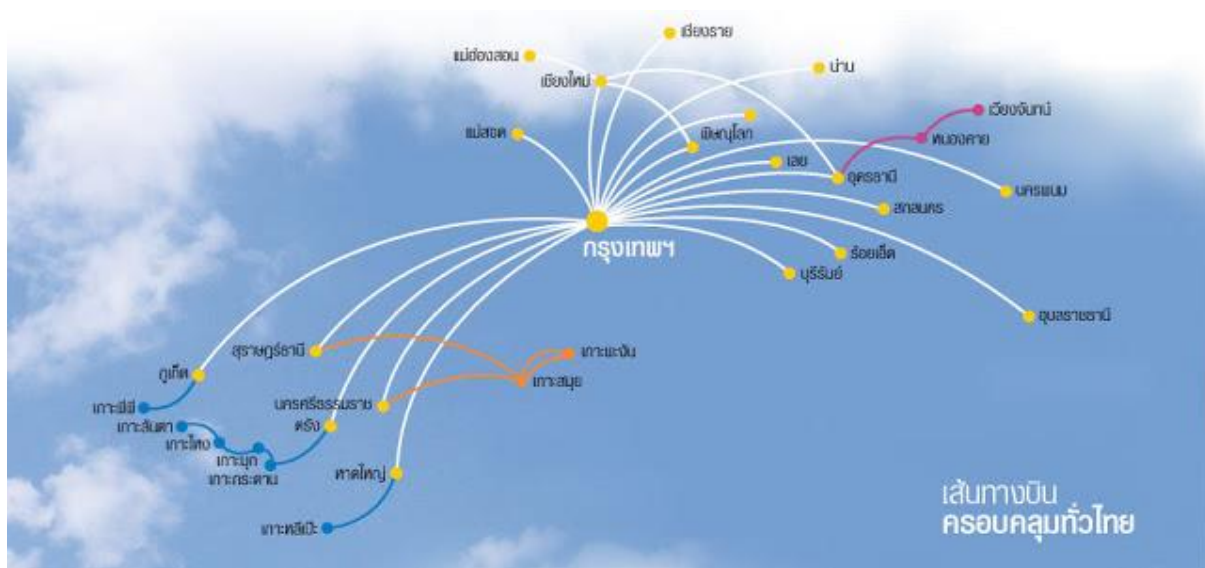 เชียงราย
แม่ฮ่องสอน
น่าน
เชียงใหม่
เวียงจันทน์
แม่สอด
พิษณุโลก
หนองคาย
เลย
อุดรธานี
นครพนม
สกลนคร
กรุงเทพฯ
ร้อยเอ็ด
บุรีรัมย์
อุบลราชธานี
สุราษฎร์ธานี
เกาะพะงัน
ภูเก็ต
เกาะสมุย
เกาะพีพี
นครศรีธรรมราช
เกาะลันตา
ตรัง
เกาะไหง
เกาะมุก
เกาะกระดาน
หาดใหญ่
เกาะหลีเป๊ะ
เส้นทางบิน
ครอบคลุมทั่วไทย